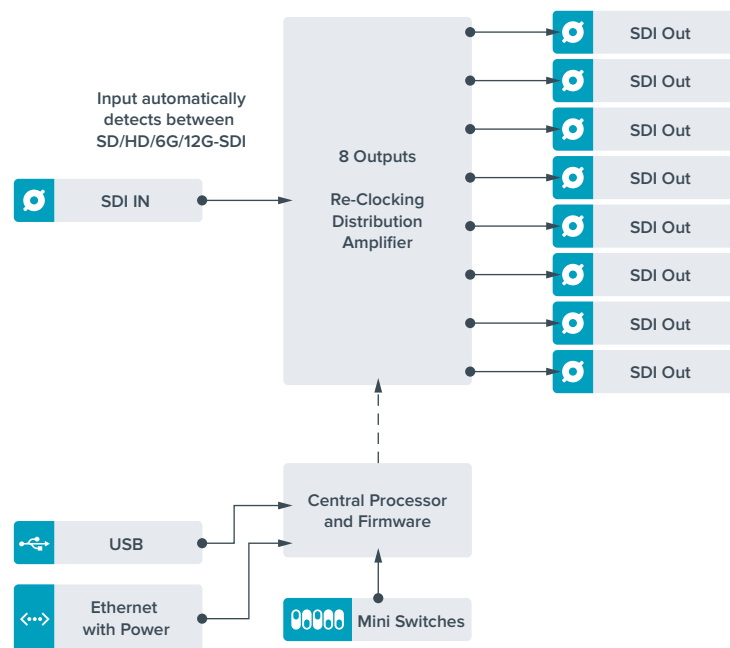 Input automatically
detects between
SD/HD/6G/12G-SDI
SDI IN
8 Outputs
Re-Clocking
Distribution
Amplifier
SDI Out
SDI Out
SDI Out
SDI Out
SDI Out
SDI Out
SDI Out
SDI Out
Central Processor
and Firmware
USB
Ethernet
with Power
Mini Switches